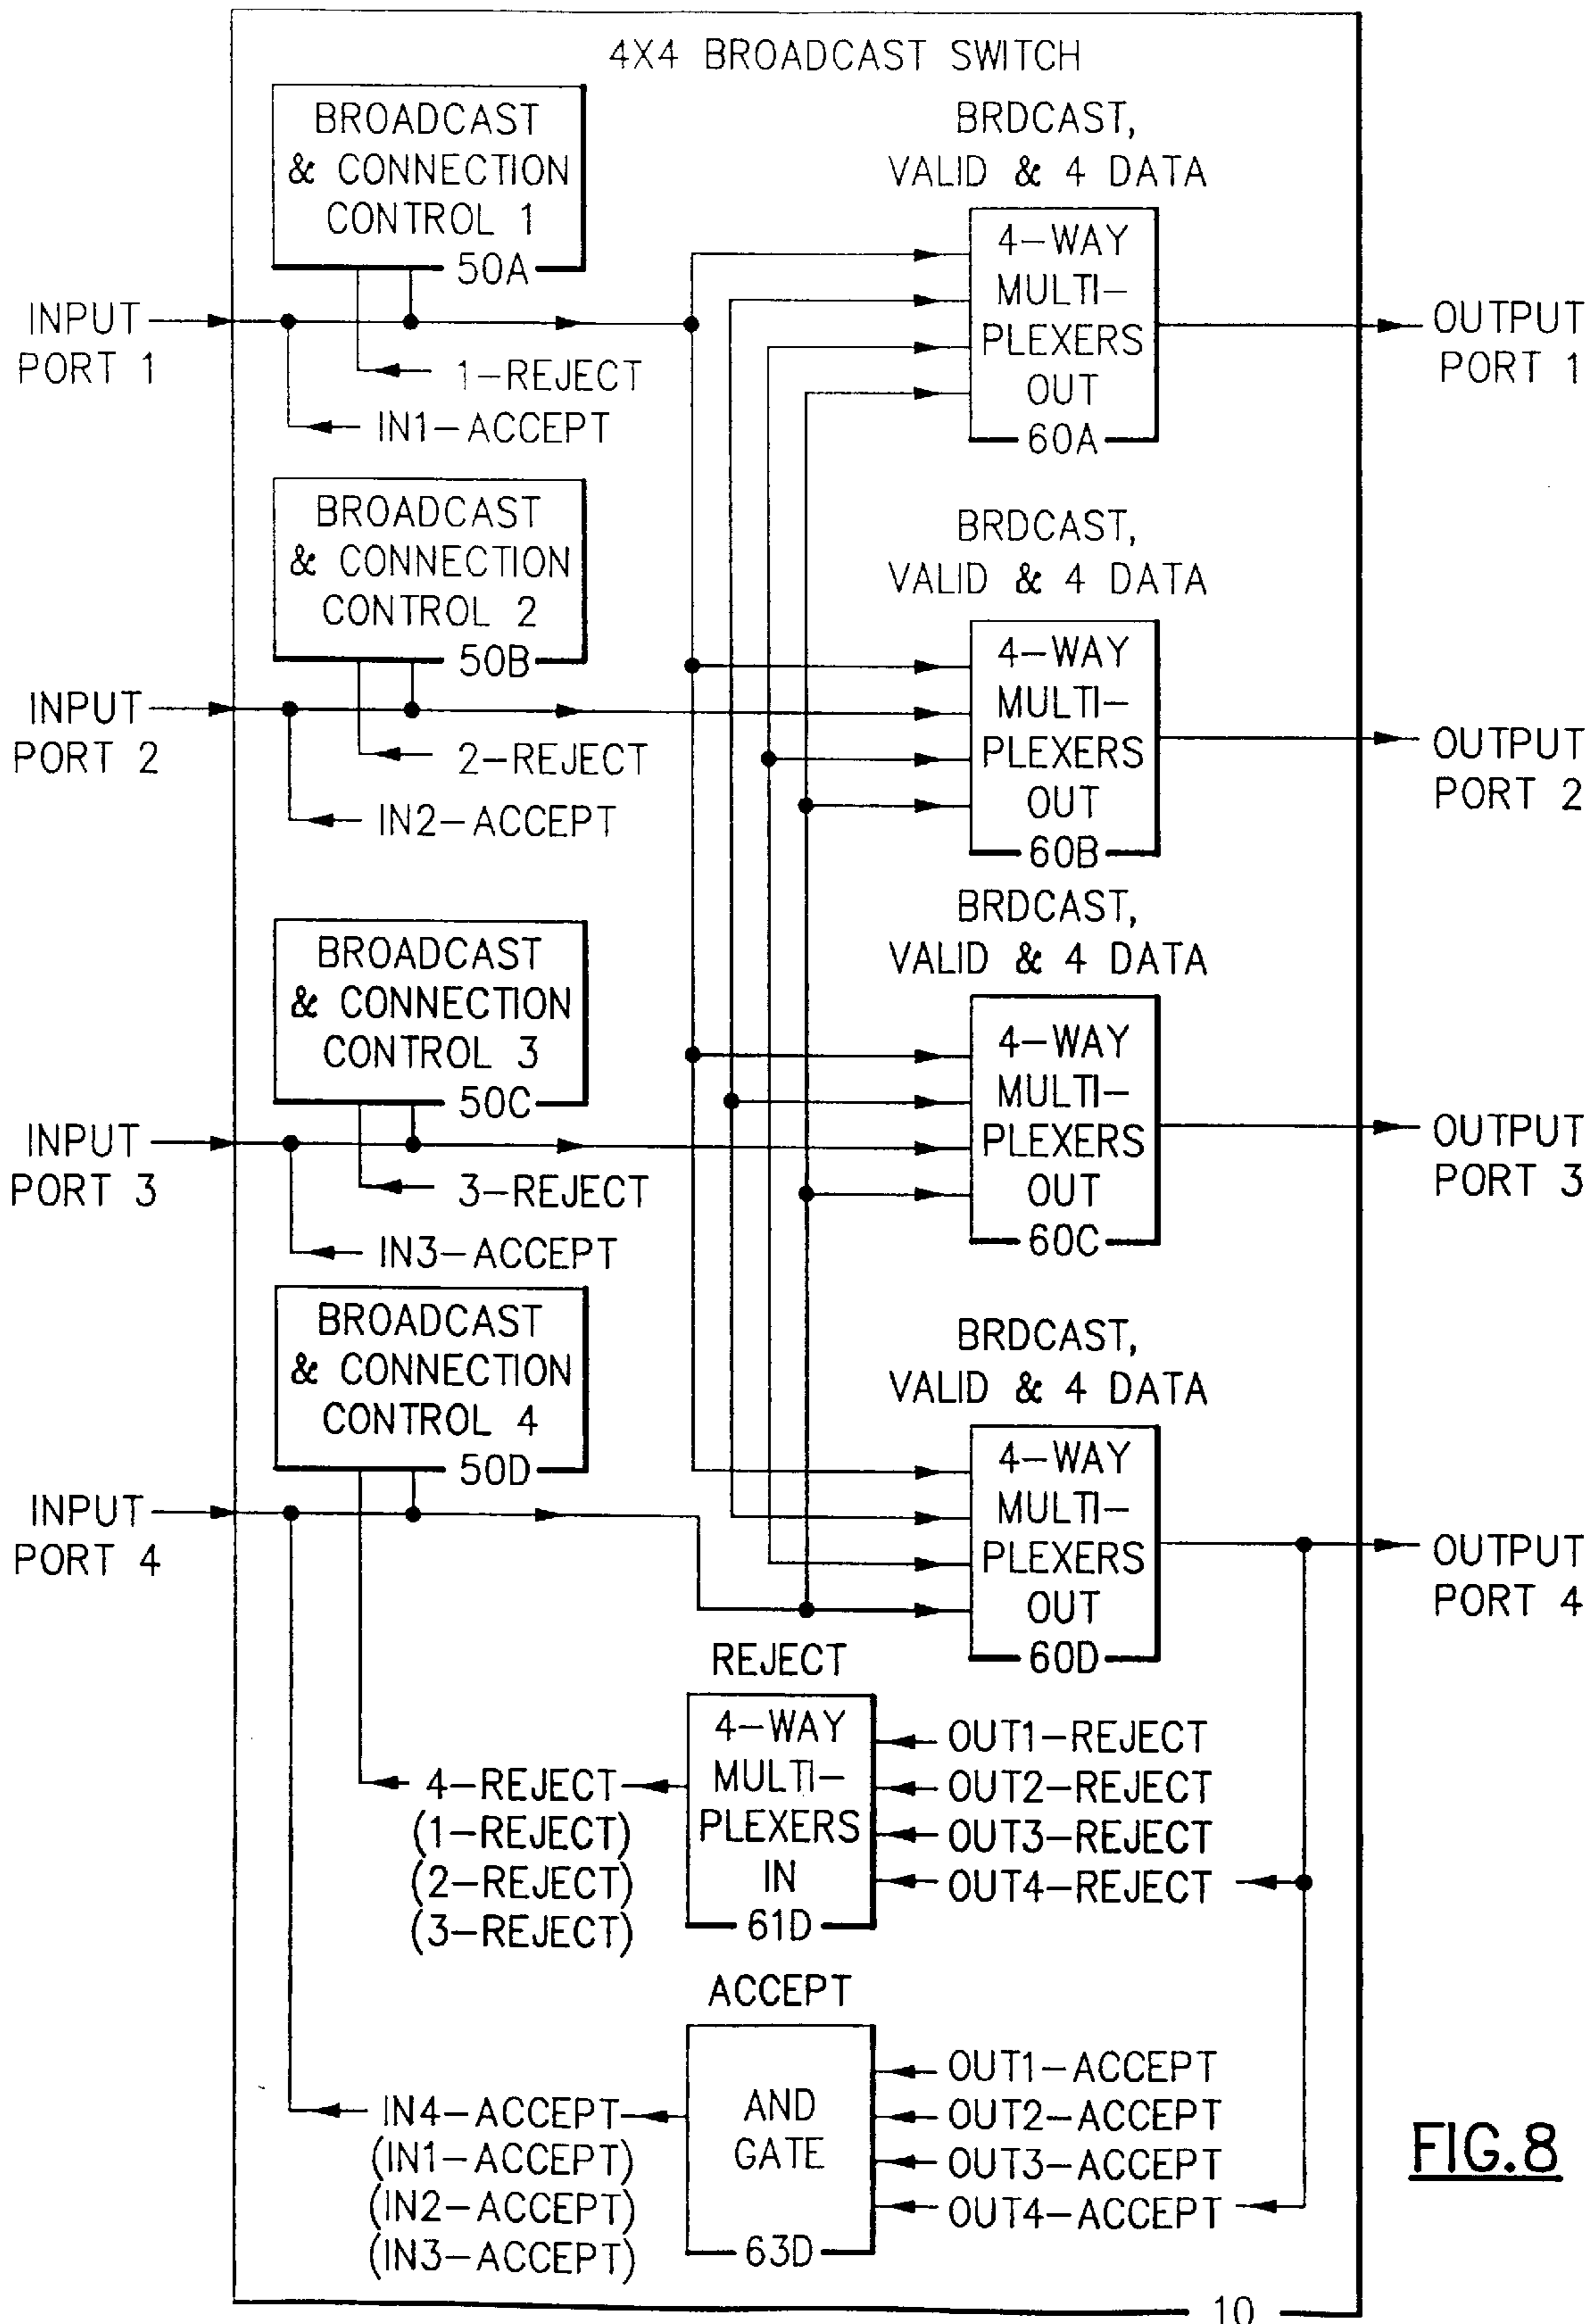 4X4 BROADCAST SWITCH
BROADCAST
& CONNECTION
CONTROL 1
50A
BRDCAST,
VALID & 4 DATA
4-WAY
MULTI-
PLEXERS
OUT
60A
INPUT
PORT 1
1-REJECT
IN1-ACCEPT
OUTPUT
PORT 1
BROADCAST
& CONNECTION
CONTROL 2
50B
BRDCAST,
VALID & 4 DATA
4-WAY
MULTI-
PLEXERS
OUT
60B
INPUT
PORT 2
2-REJECT
IN2-ACCEPT
OUTPUT
PORT 2
BROADCAST
& CONNECTION
CONTROL 3
50C
BRDCAST,
VALID & 4 DATA
4-WAY
MULTI-
PLEXERS
OUT
60C
INPUT
PORT 3
3-REJECT
IN3-ACCEPT
OUTPUT
PORT 3
BROADCAST
& CONNECTION
CONTROL 4
50D
BRDCAST,
VALID & 4 DATA
4-WAY
MULTI-
PLEXERS
OUT
60D
INPUT
PORT 4
OUTPUT
PORT 4
REJECT
4-WAY
MULTI-
PLEXERS
IN
61D
OUT1-REJECT
OUT2-REJECT
OUT3-REJECT
OUT4-REJECT
4-REJECT
(1-REJECT)
(2-REJECT)
(3-REJECT)
ACCEPT
AND
GATE
63D
OUT1-ACCEPT
OUT2-ACCEPT
OUT3-ACCEPT
OUT4-ACCEPT
IN4-ACCEPT
(IN1-ACCEPT)
(IN2-ACCEPT)
(IN3-ACCEPT)
FIG.8
10